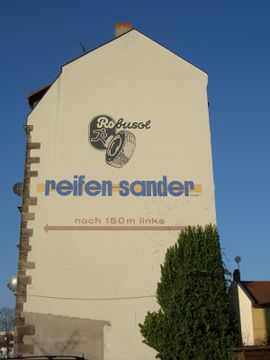 Robusol
reifen-sander
nach 150m links